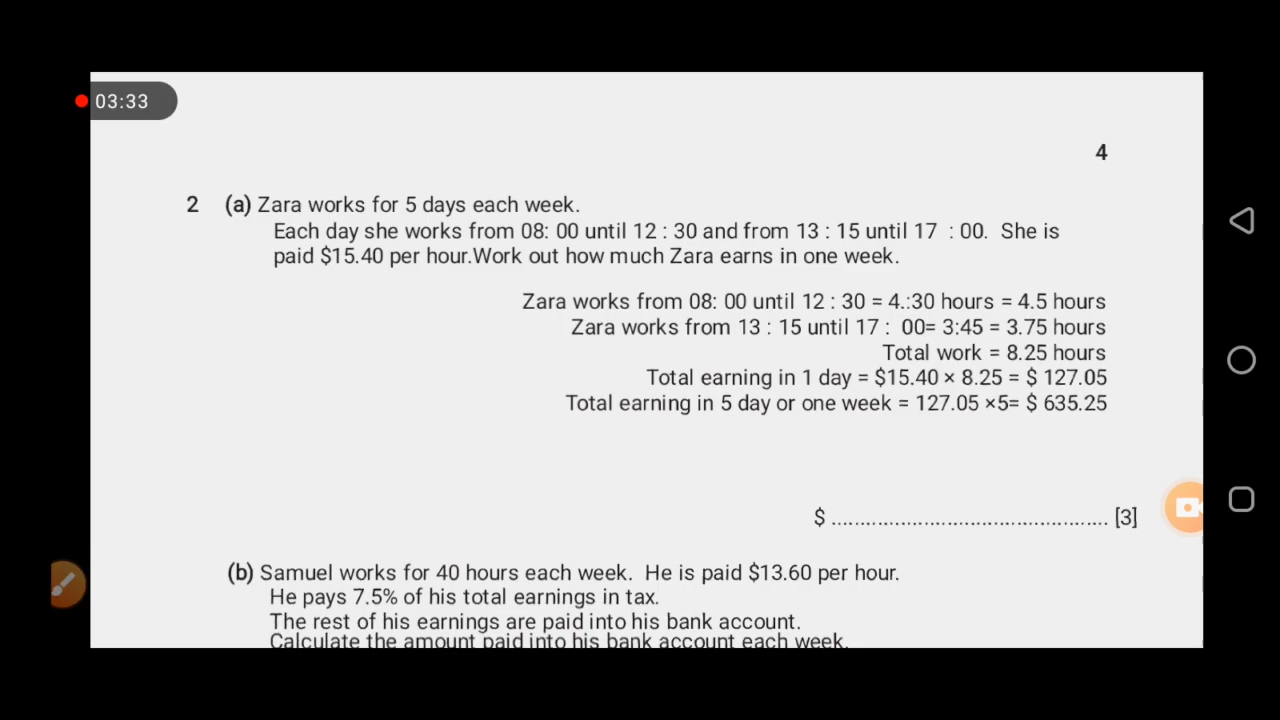 03:33
4
2 (a) Zara works for 5 days each week.
Each day she works from 08: 00 until 12 : 30 and from 13 : 15 until 17 : 00. She is
paid $15.40 per hour.Work out how much Zara earns in one week.
Zara works from 08: 00 until 12 : 30 = 4.:30 hours = 4.5 hours
Zara works from 13 : 15 until 17 : 00= 3:45 = 3.75 hours
Total work = 8.25 hours
Total earning in 1 day = $15.40 × 8.25 = $ 127.05
Total earning in 5 day or one week = 127.05 ×5= $ 635.25
$ ................................................ [3]
(b) Samuel works for 40 hours each week. He is paid $13.60 per hour.
He pays 7.5% of his total earnings in tax.
The rest of his earnings are paid into his bank account.
Calculate the amount paid into his bank account each week.